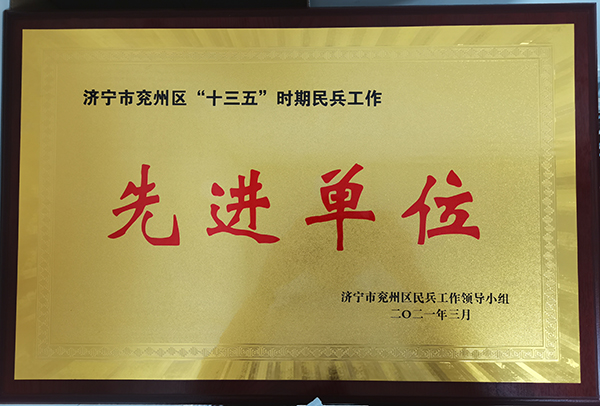 济宁市兖州区“十三五”时期民兵工作
先进单位
济宁市兖州区民兵工作领导小组
二〇二一年三月